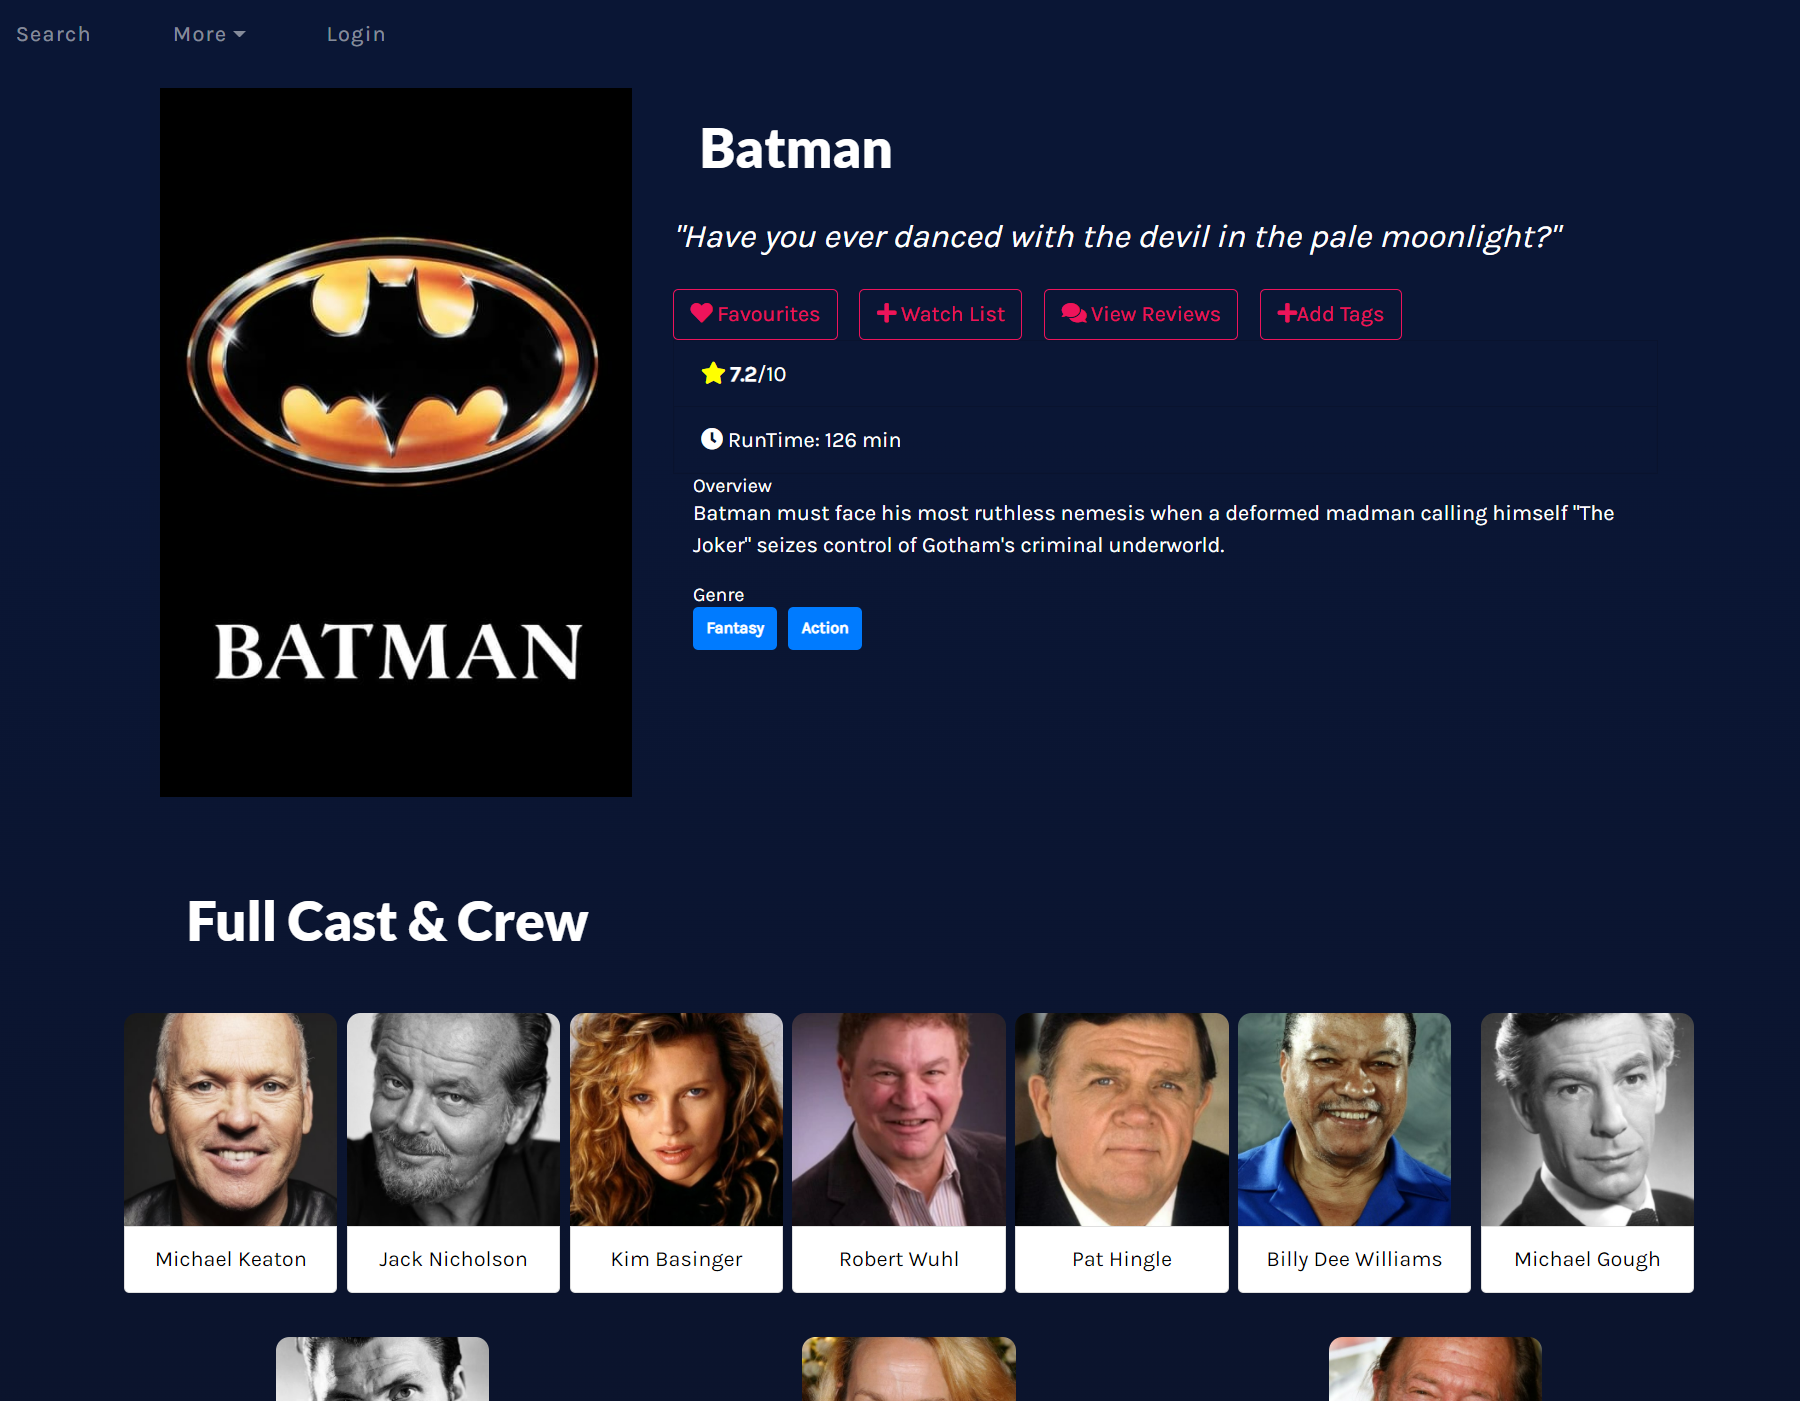 Search More Login
Batman
"Have you ever danced with the devil in the pale moonlight?"
Favourites Watch List View Reviews Add Tags
7.2/10
RunTime: 126 min
Overview
Batman must face his most ruthless nemesis when a deformed madman calling himself "The
Joker" seizes control of Gotham's criminal underworld.
Genre
Fantasy Action
BATMAN
Full Cast & Crew
Michael Keaton Jack Nicholson Kim Basinger Robert Wuhl Pat Hingle Billy Dee Williams Michael Gough